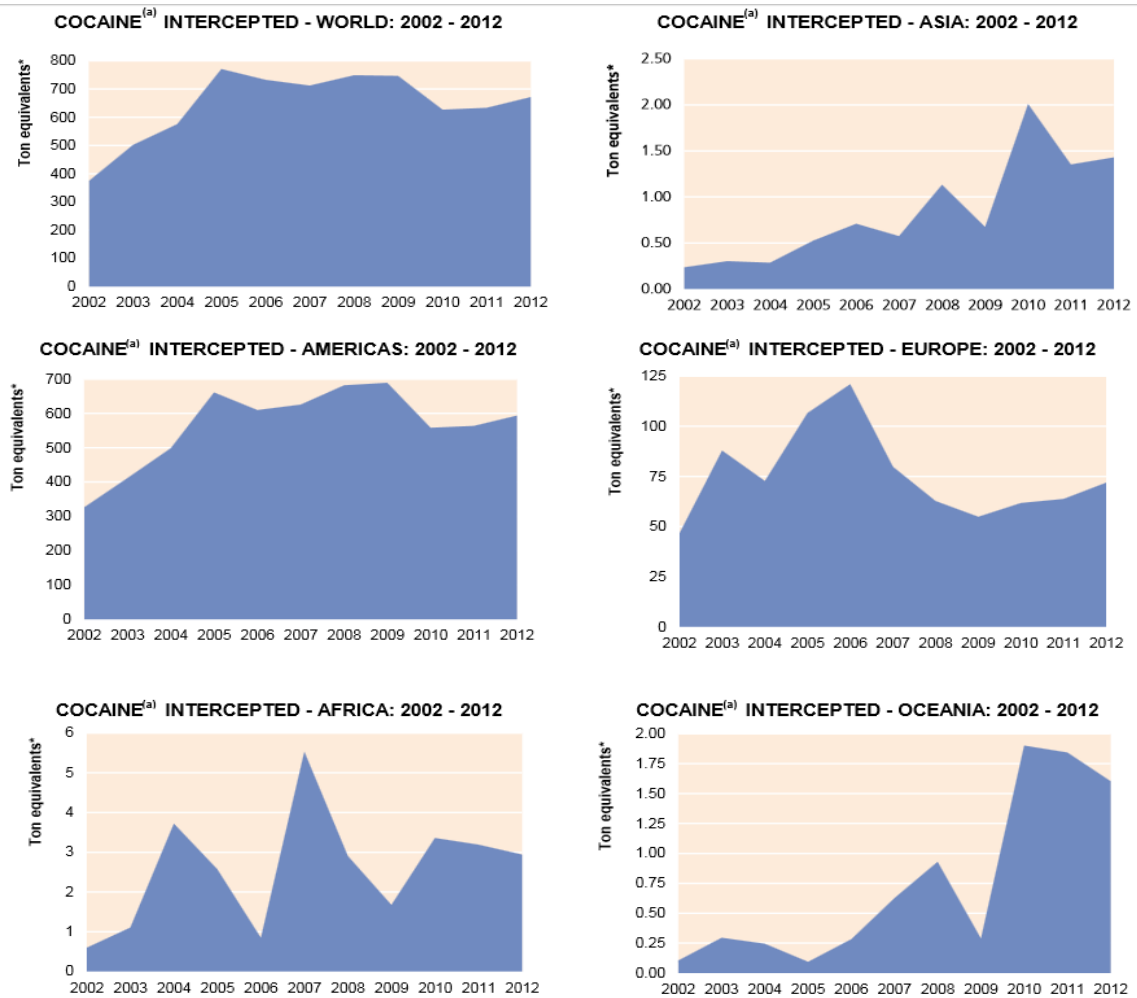 COCAINE(a) INTERCEPTED - WORLD: 2002 - 2012
Ton equivalents*
800
700
600
500
400
300
200
100
0
2002 2003 2004 2005 2006 2007 2008 2009 2010 2011 2012
COCAINE(a) INTERCEPTED - ASIA: 2002 - 2012
Ton equivalents*
2.50
2.00
1.50
1.00
0.50
0.00
2002 2003 2004 2005 2006 2007 2008 2009 2010 2011 2012
COCAINE(a) INTERCEPTED - AMERICAS: 2002 - 2012
Ton equivalents*
700
600
500
400
300
200
100
0
2002 2003 2004 2005 2006 2007 2008 2009 2010 2011 2012
COCAINE(a) INTERCEPTED - EUROPE: 2002 - 2012
Ton equivalents*
125
100
75
50
25
0
2002 2003 2004 2005 2006 2007 2008 2009 2010 2011 2012
COCAINE(a) INTERCEPTED - AFRICA: 2002 - 2012
Ton equivalents*
6
5
4
3
2
1
0
2002 2003 2004 2005 2006 2007 2008 2009 2010 2011 2012
COCAINE(a) INTERCEPTED - OCEANIA: 2002 - 2012
Ton equivalents*
2.00
1.75
1.50
1.25
1.00
0.75
0.50
0.25
0.00
2002 2003 2004 2005 2006 2007 2008 2009 2010 2011 2012